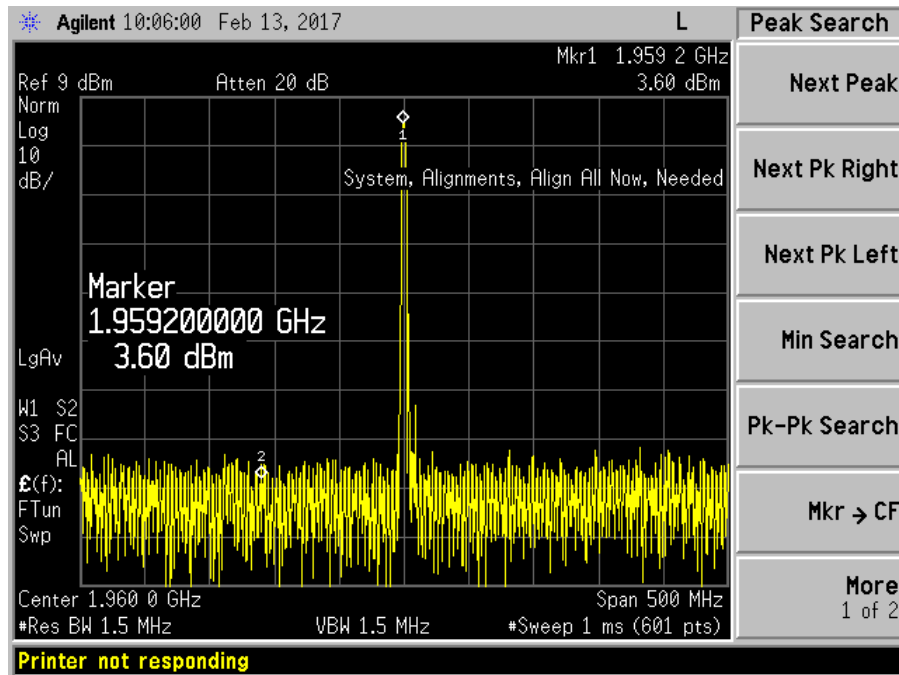 Agilent 10:06:00 Feb 13, 2017 L Peak Search
Mkr1 1.959 2 GHz
Ref 9 dBm Atten 20 dB 3.60 dBm
Norm
Log
10
dB/
1
System, Alignments, Align All Now, Needed
Marker
1.959200000 GHz
3.60 dBm
LgAv
W1 S2
S3 FC
AL
2
£(f):
FTun
Swp
Center 1.960 0 GHz Span 500 MHz
#Res BW 1.5 MHz VBW 1.5 MHz #Sweep 1 ms (601 pts)
Printer not responding
Next Peak
Next Pk Right
Next Pk Left
Min Search
Pk-Pk Search
Mkr → CF
More
1 of 2